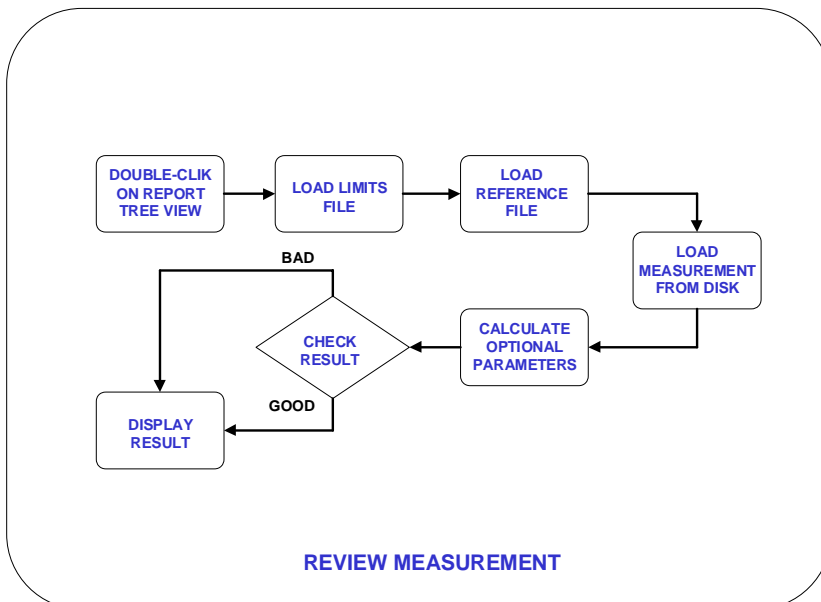 DOUBLE-CLIK
ON REPORT
TREE VIEW
LOAD LIMITS
FILE
LOAD
REFERENCE
FILE
LOAD
MEASUREMENT
FROM DISK
CALCULATE
OPTIONAL
PARAMETERS
CHECK
RESULT
BAD
GOOD
DISPLAY
RESULT
REVIEW MEASUREMENT